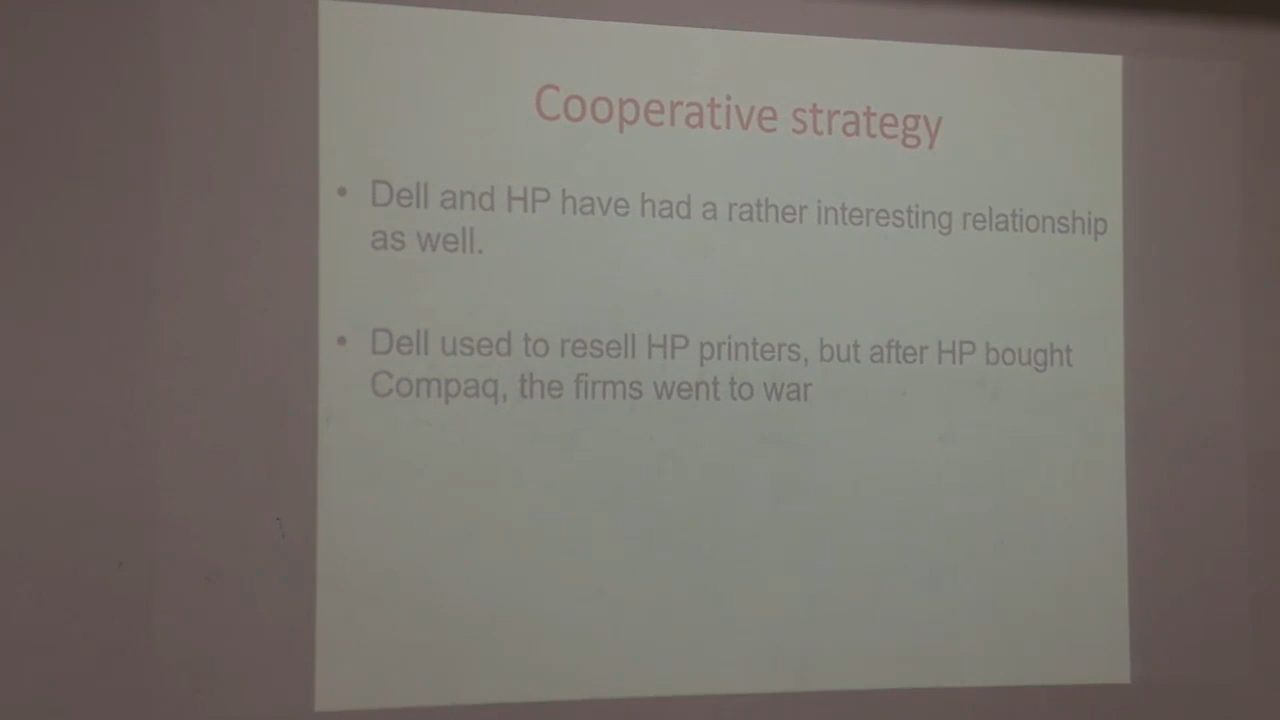 Cooperative strategy
• Dell and HP have had a rather interesting relationship
as well.
• Dell used to resell HP printers, but after HP bought
Compaq, the firms went to war